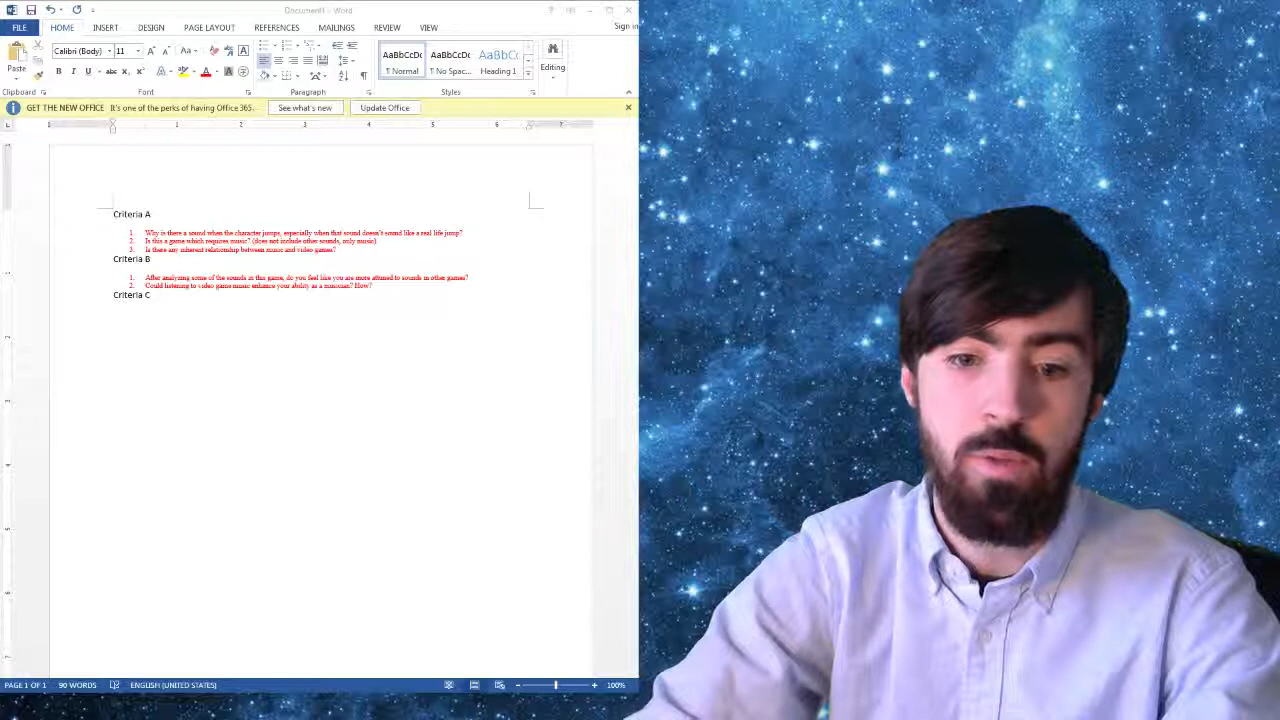 Document1 - Word
Sign in
FILE HOME INSERT DESIGN PAGE LAYOUT REFERENCES MAILINGS REVIEW VIEW
Calibri (Body) 11
Paste
AaBbCcDc AaBbCcDc AaBbCc
¶ Normal ¶ No Spac... Heading 1
Editing
Clipboard Font Paragraph Styles
GET THE NEW OFFICE It's one of the perks of having Office 365. See what's new Update Office
Criteria A
1. Why is there a sound when the character jumps, especially when that sound doesn't sound like a real life jump?
2. Is this a game which requires music? (does not include other sounds, only music)
3. Is there any inherent relationship between music and video games?
Criteria B
1. After analyzing some of the sounds in this game, do you feel like you are more attuned to sounds in other games?
2. Could listening to video game music enhance your ability as a musician? How?
Criteria C
PAGE 1 OF 1 90 WORDS ENGLISH (UNITED STATES) 100%